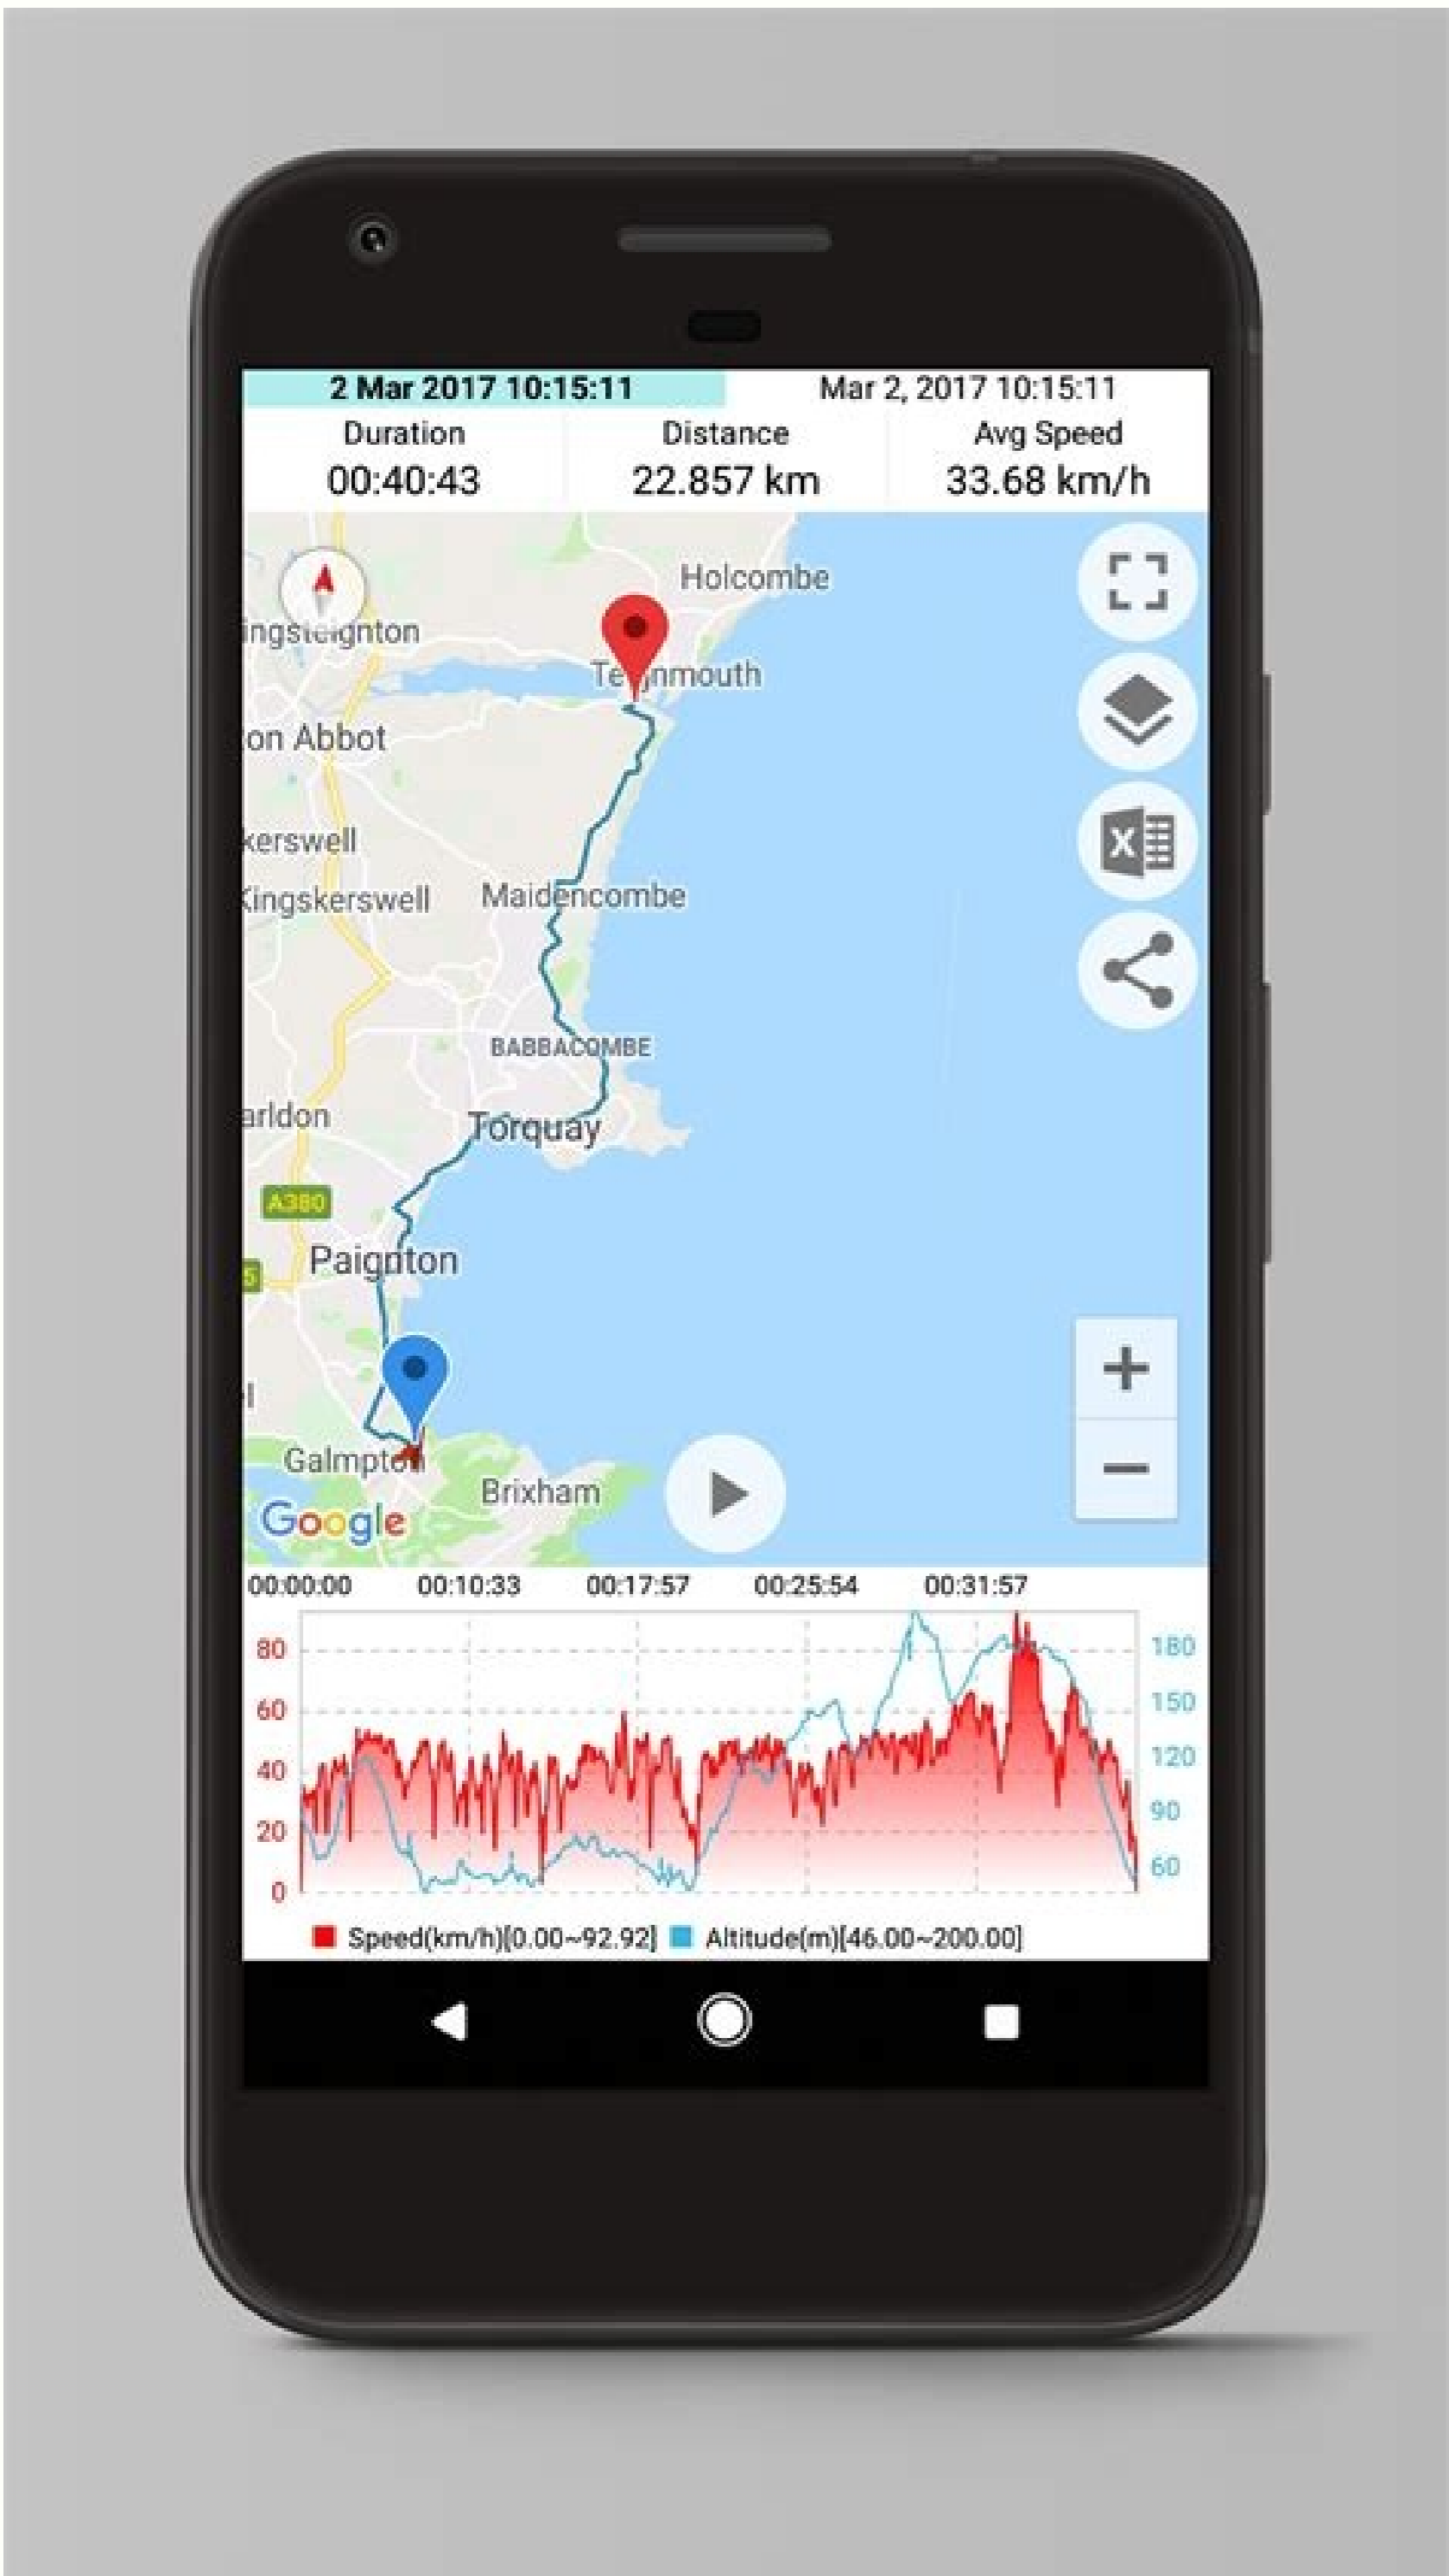 2 Mar 2017 10:15:11 Mar 2, 2017 10:15:11
Duration Distance Avg Speed
00:40:43 22.857 km 33.68 km/h
Holcombe
ingsteignton
Teignmouth
on Abbot
kerswell
Kingskerswell Maidencombe
BABBACOMBE
arldon Torquay
A380
Paignton
5
l
Galmpton
Brixham
Google
00:00:00 00:10:33 00:17:57 00:25:54 00:31:57
80 180
60 150
40 120
20 90
0 60
Speed(km/h)[0.00~92.92] Altitude(m)[46.00~200.00]